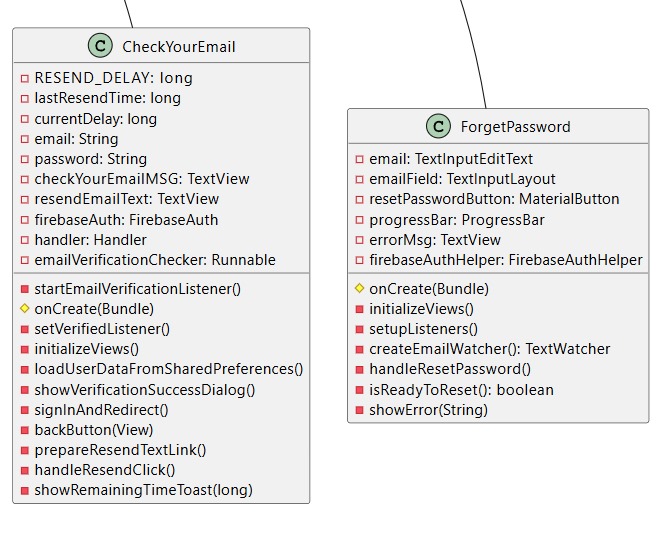 C CheckYourEmail
RESEND_DELAY: long
lastResendTime: long
currentDelay: long
email: String
password: String
checkYourEmailMSG: TextView
resendEmailText: TextView
firebaseAuth: FirebaseAuth
handler: Handler
emailVerificationChecker: Runnable
startEmailVerificationListener()
onCreate(Bundle)
setVerifiedListener()
initializeViews()
loadUserDataFromSharedPreferences()
showVerificationSuccessDialog()
signInAndRedirect()
backButton(View)
prepareResendTextLink()
handleResendClick()
showRemainingTimeToast(long)
C ForgetPassword
email: TextInputEditText
emailField: TextInputLayout
resetPasswordButton: MaterialButton
progressBar: ProgressBar
errorMsg: TextView
firebaseAuthHelper: FirebaseAuthHelper
onCreate(Bundle)
initializeViews()
setupListeners()
createEmailWatcher(): TextWatcher
handleResetPassword()
isReadyToReset(): boolean
showError(String)